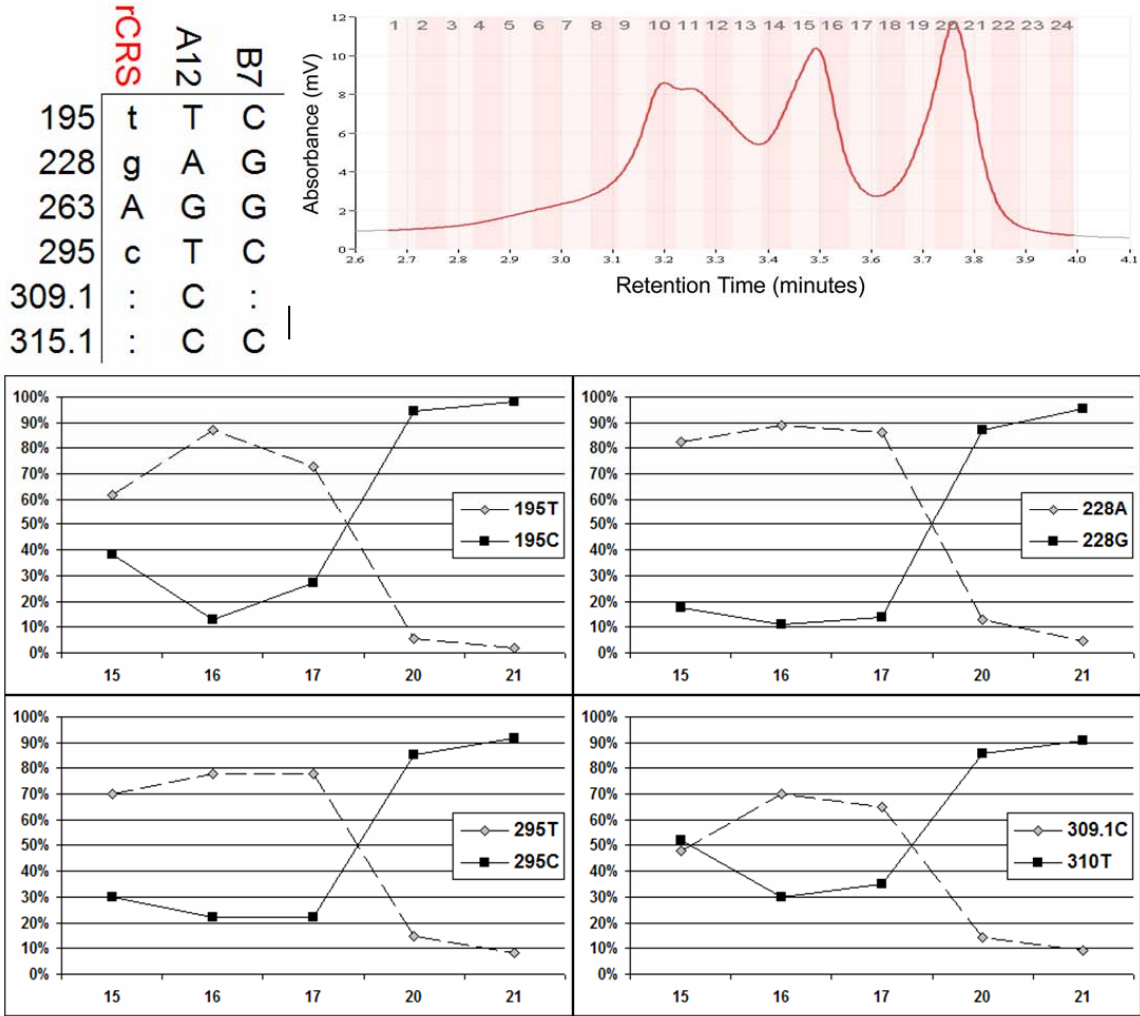 rCRS A12 B7
195 t T C
228 g A G
263 A G G
295 c T C
309.1 : C :
315.1 : C C
12
10
8
6
4
2
0
Absorbance (mV)
1 2 3 4 5 6 7 8 9 10 11 12 13 14 15 16 17 18 19 20 21 22 23 24
2.6 2.7 2.8 2.9 3.0 3.1 3.2 3.3 3.4 3.5 3.6 3.7 3.8 3.9 4.0 4.1
Retention Time (minutes)
100%
90%
80%
70%
60%
50%
40%
30%
20%
10%
0%
15 16 17 20 21
195T
195C
100%
90%
80%
70%
60%
50%
40%
30%
20%
10%
0%
15 16 17 20 21
228A
228G
100%
90%
80%
70%
60%
50%
40%
30%
20%
10%
0%
15 16 17 20 21
295T
295C
100%
90%
80%
70%
60%
50%
40%
30%
20%
10%
0%
15 16 17 20 21
309.1C
310T